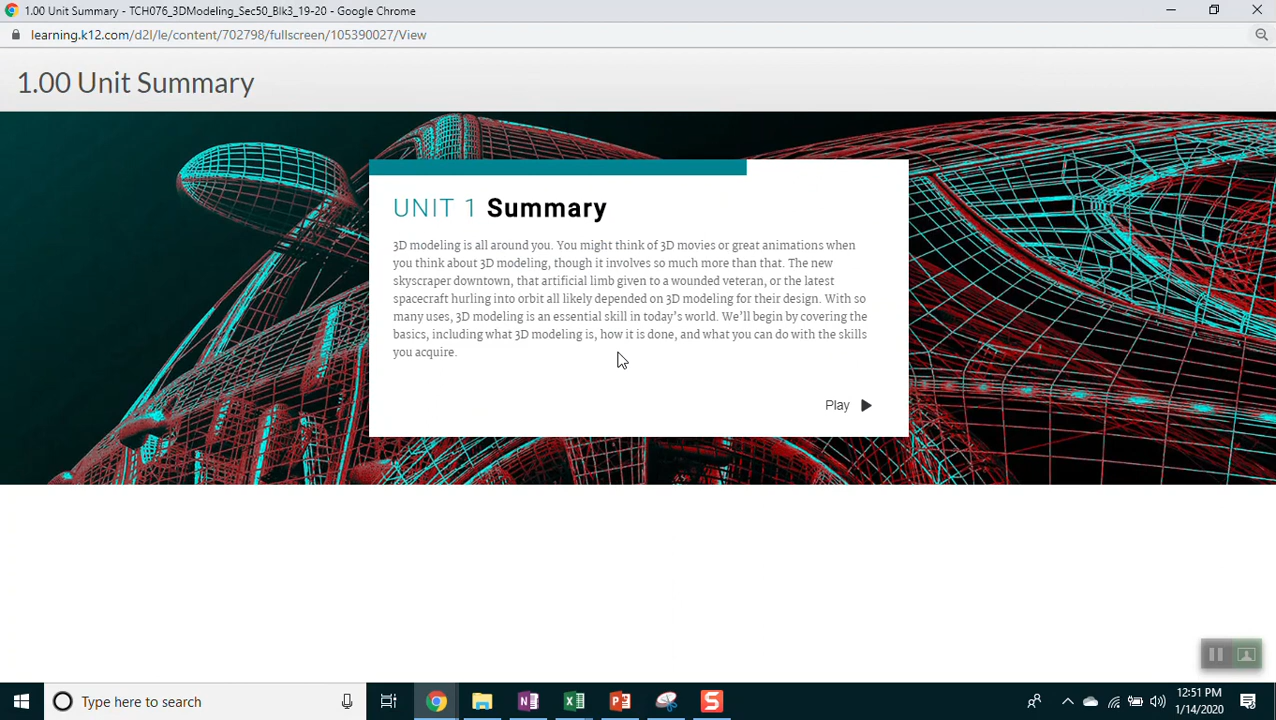 1.00 Unit Summary - TCH076_3DModeling_Sec50_Blk3_19-20 - Google Chrome
learning.k12.com/d2l/le/content/702798/fullscreen/105390027/View
1.00 Unit Summary
UNIT 1 Summary
3D modeling is all around you. You might think of 3D movies or great animations when
you think about 3D modeling, though it involves so much more than that. The new
skyscraper downtown, that artificial limb given to a wounded veteran, or the latest
spacecraft hurling into orbit all likely depended on 3D modeling for their design. With so
many uses, 3D modeling is an essential skill in today’s world. We’ll begin by covering the
basics, including what 3D modeling is, how it is done, and what you can do with the skills
you acquire.
Play
Type here to search
12:51 PM
1/14/2020